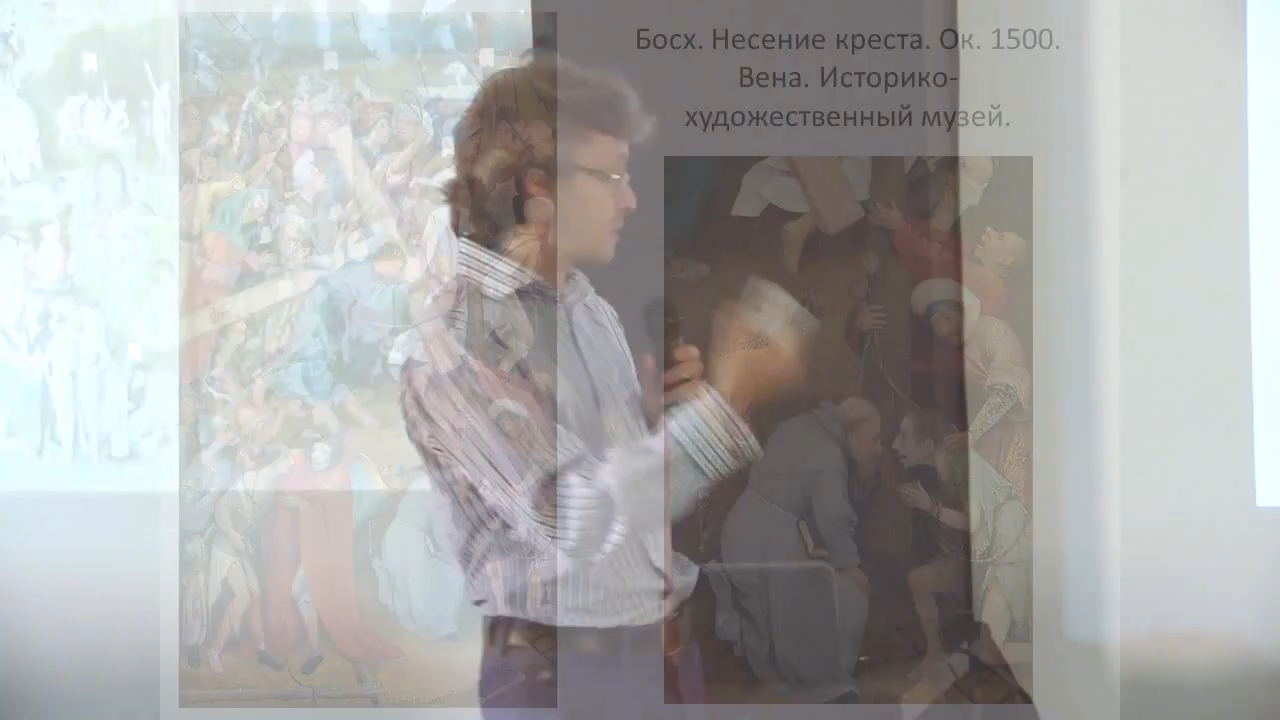 Босх. Несение креста. Ок. 1500.
Вена. Историко-
художественный музей.